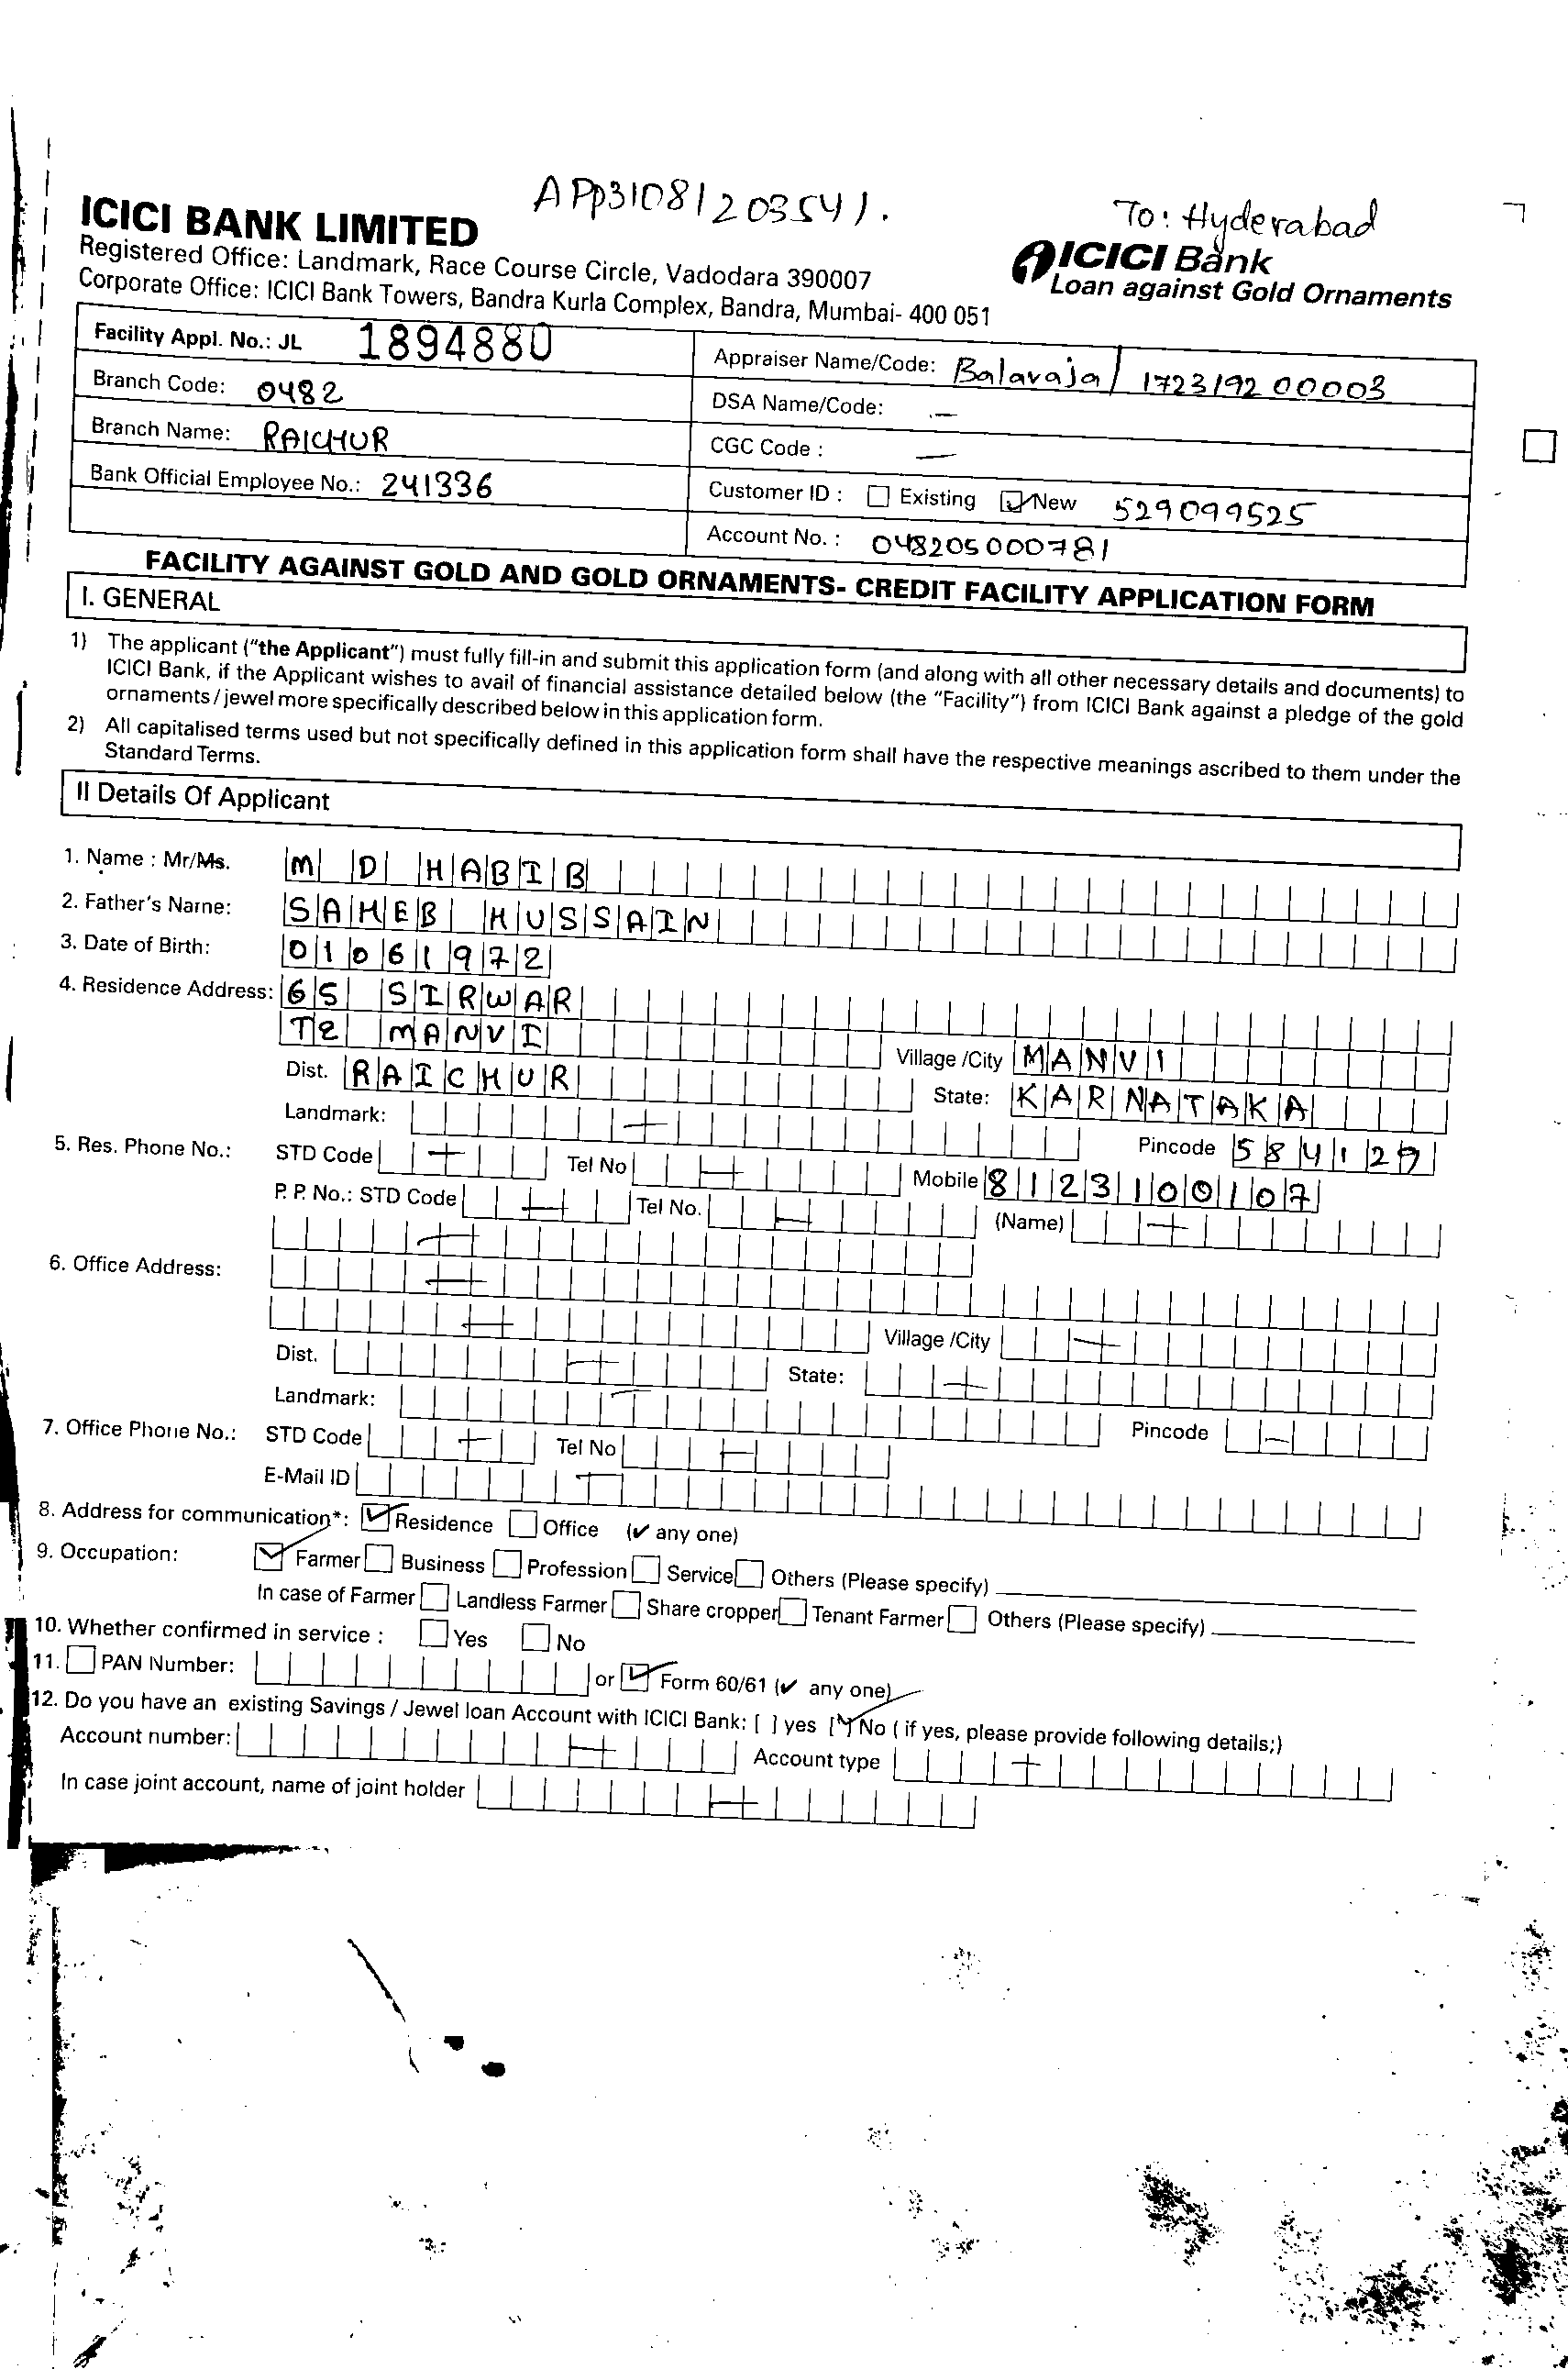 APP31081203541.
To: Hyderabad
ICICI BANK LIMITED
Registered Office: Landmark, Race Course Circle, Vadodara 390007
Corporate Office: ICICI Bank Towers, Bandra Kurla Complex, Bandra, Mumbai- 400 051
ICICI Bank
Loan against Gold Ornaments
Facility Appl. No.: JL 1894880
Appraiser Name/Code: Balaraja / 172319200003
Branch Code: 0482
DSA Name/Code: —
Branch Name: RAICHUR
CGC Code : —
Bank Official Employee No.: 241336
Customer ID : Existing New 529099525
Account No. : 048205000781
FACILITY AGAINST GOLD AND GOLD ORNAMENTS- CREDIT FACILITY APPLICATION FORM
I. GENERAL
1) The applicant ("the Applicant") must fully fill-in and submit this application form (and along with all other necessary details and documents) to
ICICI Bank, if the Applicant wishes to avail of financial assistance detailed below (the "Facility") from ICICI Bank against a pledge of the gold
ornaments/jewel more specifically described below in this application form.
2) All capitalised terms used but not specifically defined in this application form shall have the respective meanings ascribed to them under the
Standard Terms.
II Details Of Applicant
1. Name : Mr/Ms. M D HABIB
2. Father's Name: SAHEB HUSSAIN
3. Date of Birth: 01061972
4. Residence Address: 65 SIRWAR
TQ MANVI Village /City MANVI
Dist. RAICHUR State: KARNATAKA
Landmark: — Pincode 584129
5. Res. Phone No.: STD Code — Tel No — Mobile 8123100107
P. P. No.: STD Code — Tel No. — (Name) —
6. Office Address: —
Village /City —
Dist. — State: —
Landmark: — Pincode —
7. Office Phone No.: STD Code — Tel No —
E-Mail ID —
8. Address for communication*: ✓ Residence Office (✓ any one)
9. Occupation: ✓ Farmer Business Profession Service Others (Please specify)
In case of Farmer Landless Farmer Share cropper Tenant Farmer Others (Please specify)
10. Whether confirmed in service : Yes No
11. PAN Number: or ✓ Form 60/61 (✓ any one)
12. Do you have an existing Savings / Jewel loan Account with ICICI Bank: [ ] yes [✓] No ( if yes, please provide following details;)
Account number: — Account type —
In case joint account, name of joint holder —